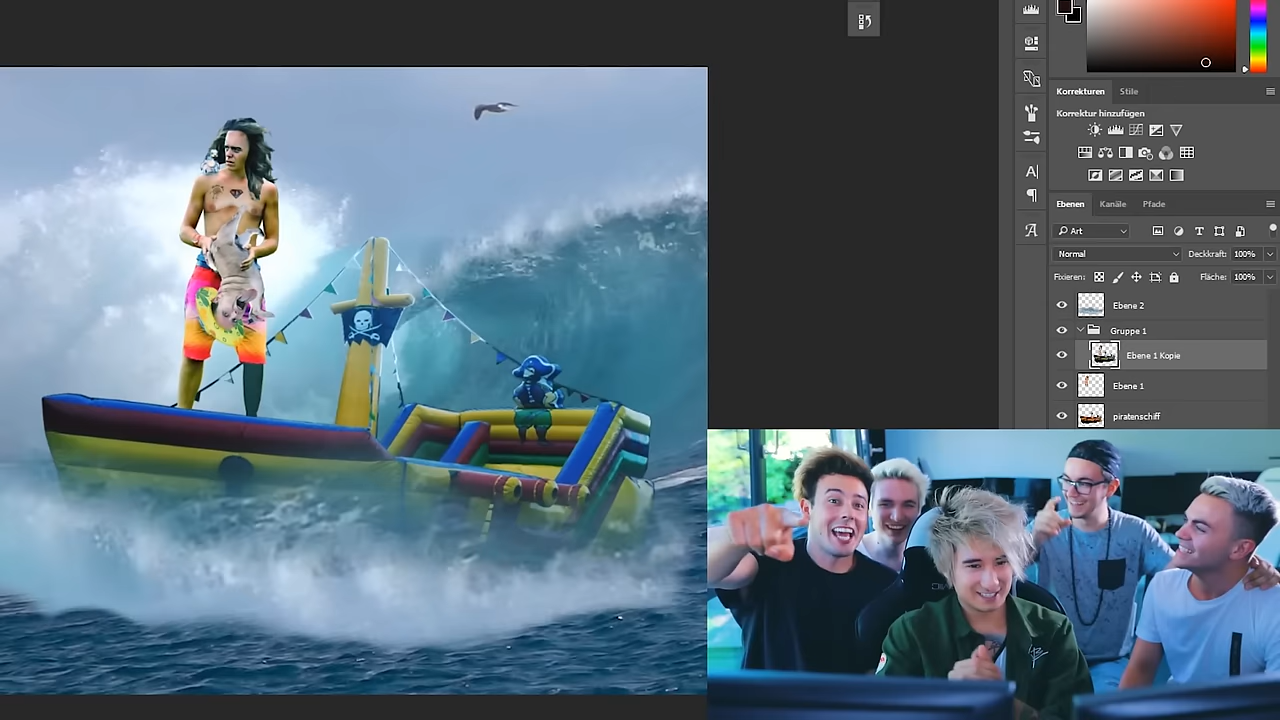 Korrekturen
Stile
Korrektur hinzufügen
Ebenen
Kanäle
Pfade
Art
Normal
Deckkraft: 100%
Fixieren:
Fläche: 100%
Ebene 2
Gruppe 1
Ebene 1 Kopie
Ebene 1
piratenschiff